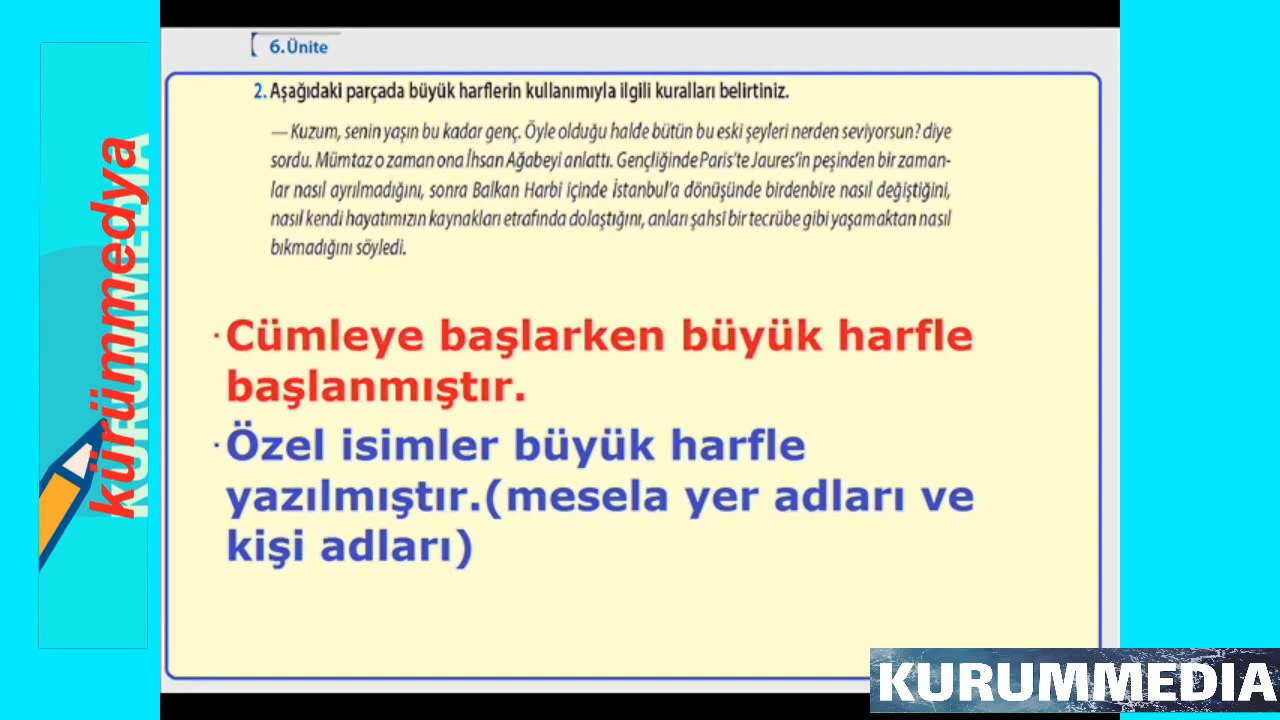 6.Ünite
2. Aşağıdaki parçada büyük harflerin kullanımıyla ilgili kuralları belirtiniz.
— Kuzum, senin yaşın bu kadar genç. Öyle olduğu halde bütün bu eski şeyleri nerden seviyorsun? diye
sordu. Mümtaz o zaman ona İhsan Ağabeyi anlattı. Gençliğinde Paris'te Jaures'in peşinden bir zaman-
lar nasıl ayrılmadığını, sonra Balkan Harbi içinde İstanbul'a dönüşünde birdenbire nasıl değiştiğini,
nasıl kendi hayatımızın kaynakları etrafında dolaştığını, anları şahsî bir tecrübe gibi yaşamaktan nasıl
bıkmadığını söyledi.
· Cümleye başlarken büyük harfle
başlanmıştır.
· Özel isimler büyük harfle
yazılmıştır.(mesela yer adları ve
kişi adları)
kürümmedya
KURUMMEDIA
KURUMMEDIA